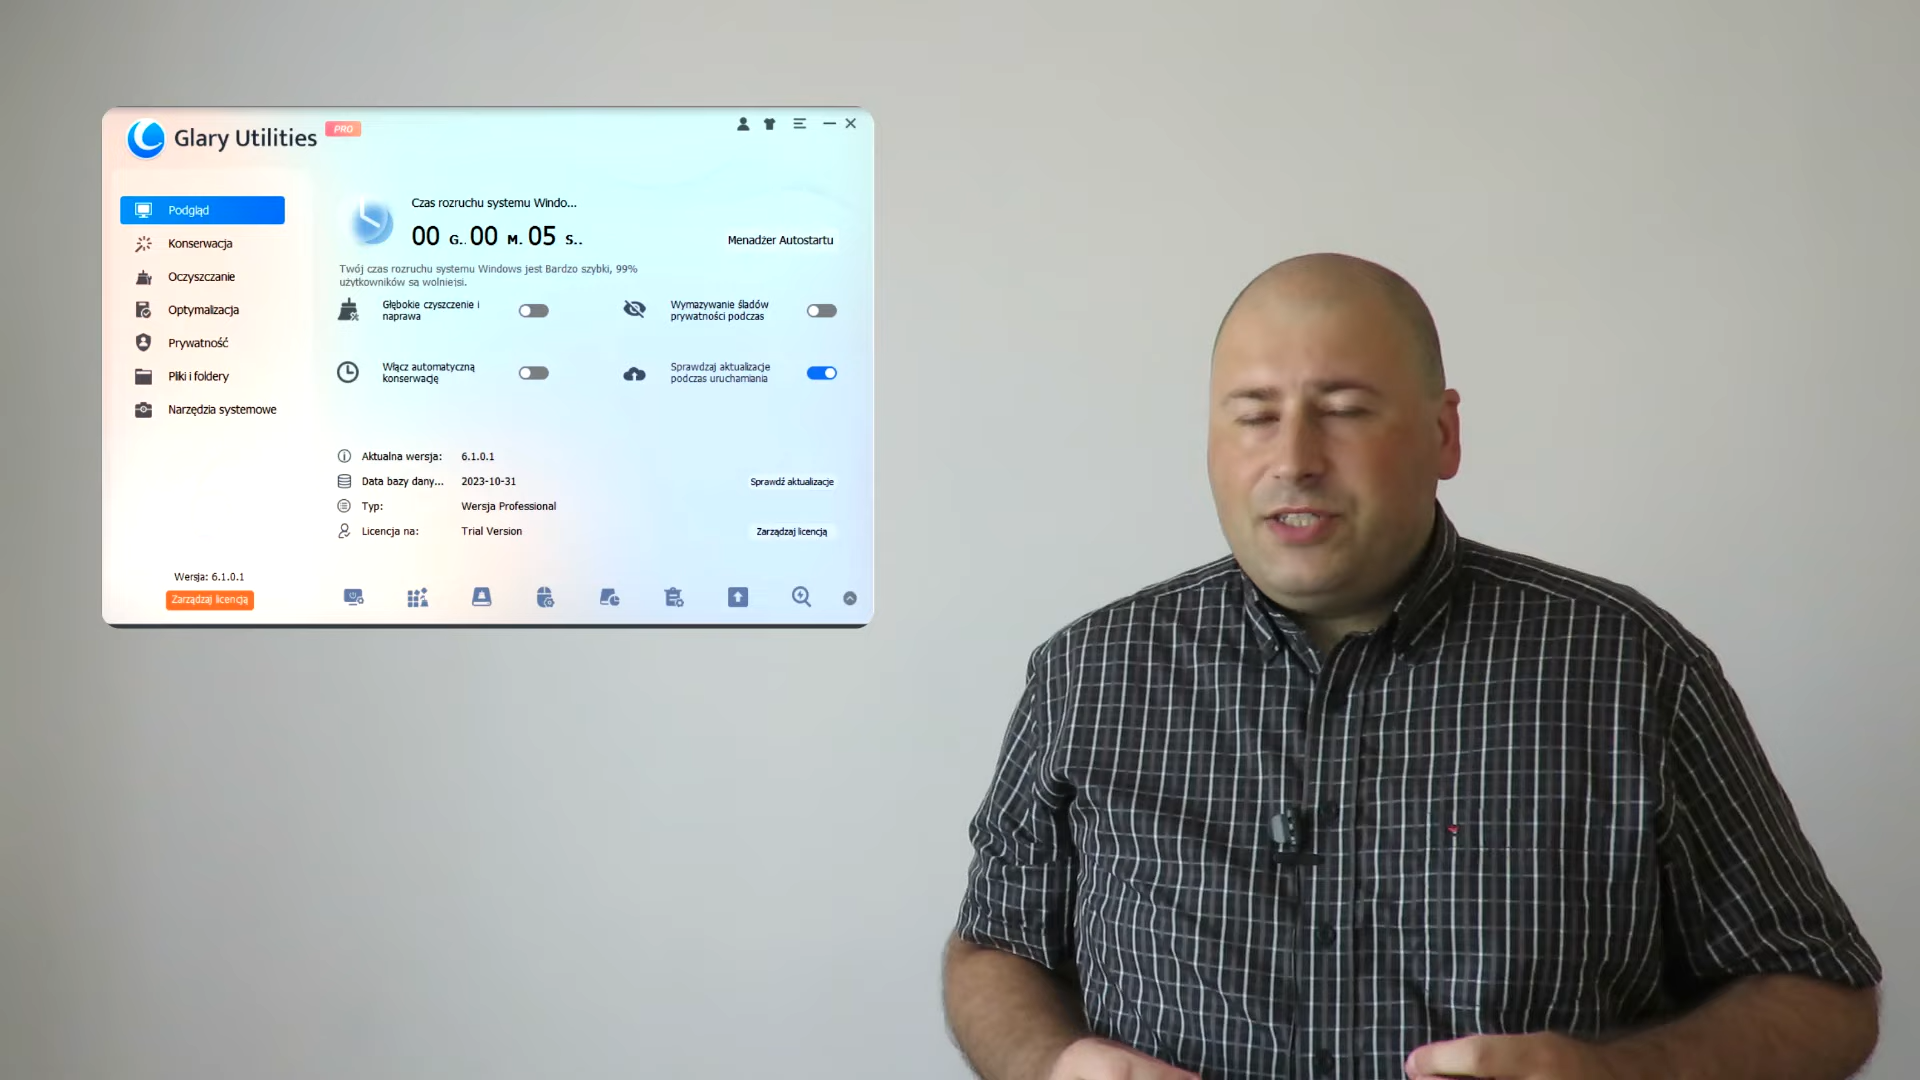 Glary Utilities PRO
Podgląd
Konserwacja
Oczyszczanie
Optymalizacja
Prywatność
Pliki i foldery
Narzędzia systemowe
Wersja: 6.1.0.1
Zarządzaj licencją
Czas rozruchu systemu Windo...
00 G.. 00 M. 05 S..
Menadżer Autostartu
Twój czas rozruchu systemu Windows jest Bardzo szybki, 99%
użytkowników są wolniejsi.
Głębokie czyszczenie i
naprawa
Wymazywanie śladów
prywatności podczas
Włącz automatyczną
konserwację
Sprawdzaj aktualizacje
podczas uruchamiania
Aktualna wersja: 6.1.0.1
Data bazy dany... 2023-10-31
Sprawdź aktualizacje
Typ: Wersja Professional
Licencja na: Trial Version
Zarządzaj licencją